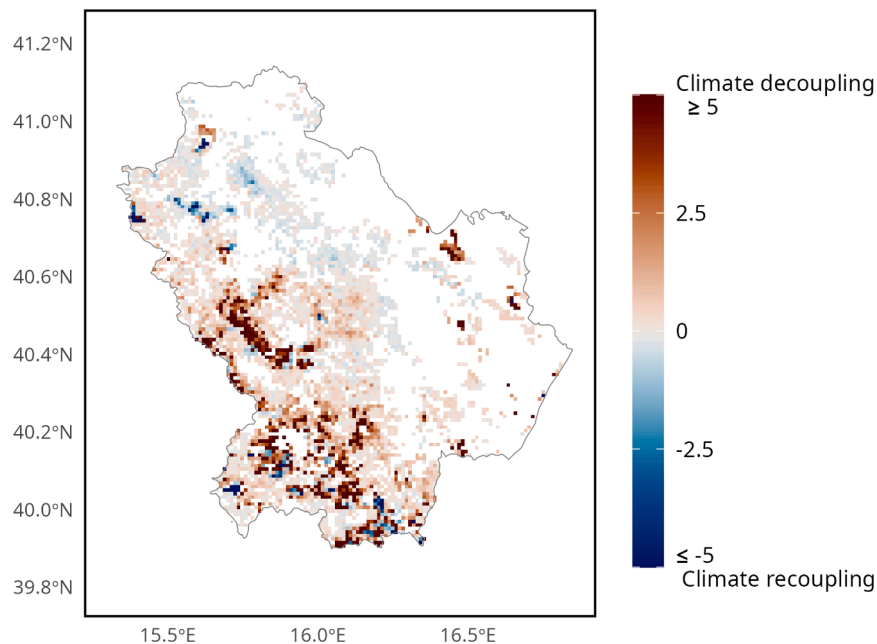 41.2°N
41.0°N
40.8°N
40.6°N
40.4°N
40.2°N
40.0°N
39.8°N
15.5°E 16.0°E 16.5°E
Climate decoupling
≥ 5
2.5
0
-2.5
≤ -5
Climate recoupling